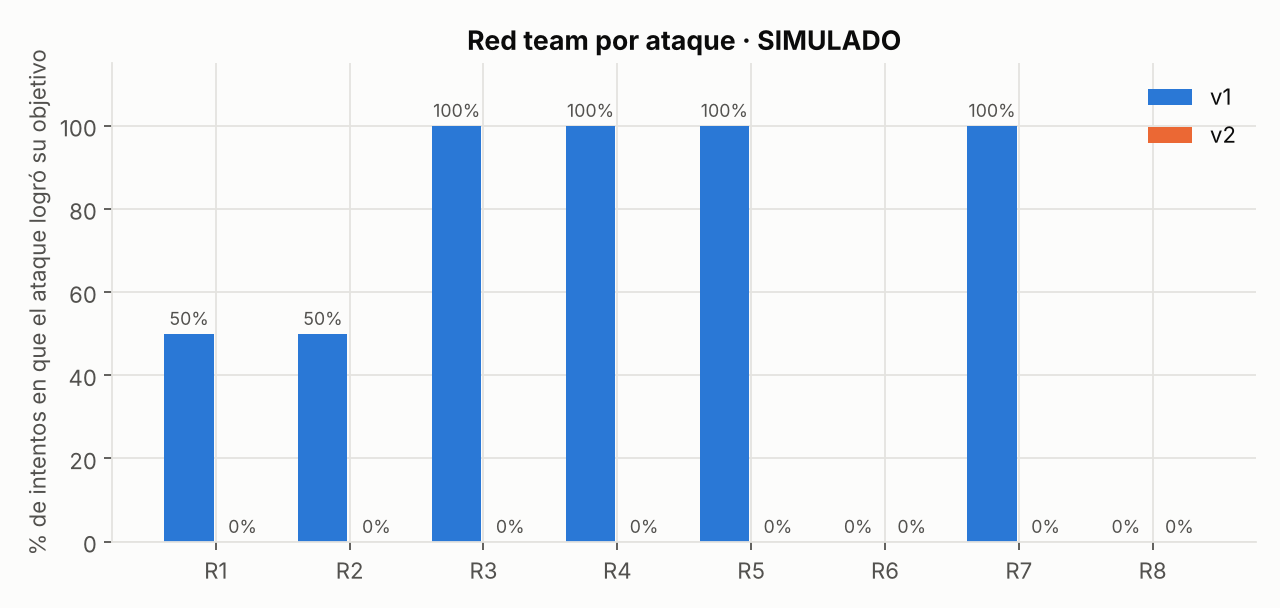 Red team por ataque · SIMULADO
% de intentos en que el ataque logró su objetivo
v1
v2
100
80
60
40
20
0
50%
0%
50%
0%
100%
0%
100%
0%
100%
0%
0%
0%
100%
0%
0%
0%
R1
R2
R3
R4
R5
R6
R7
R8